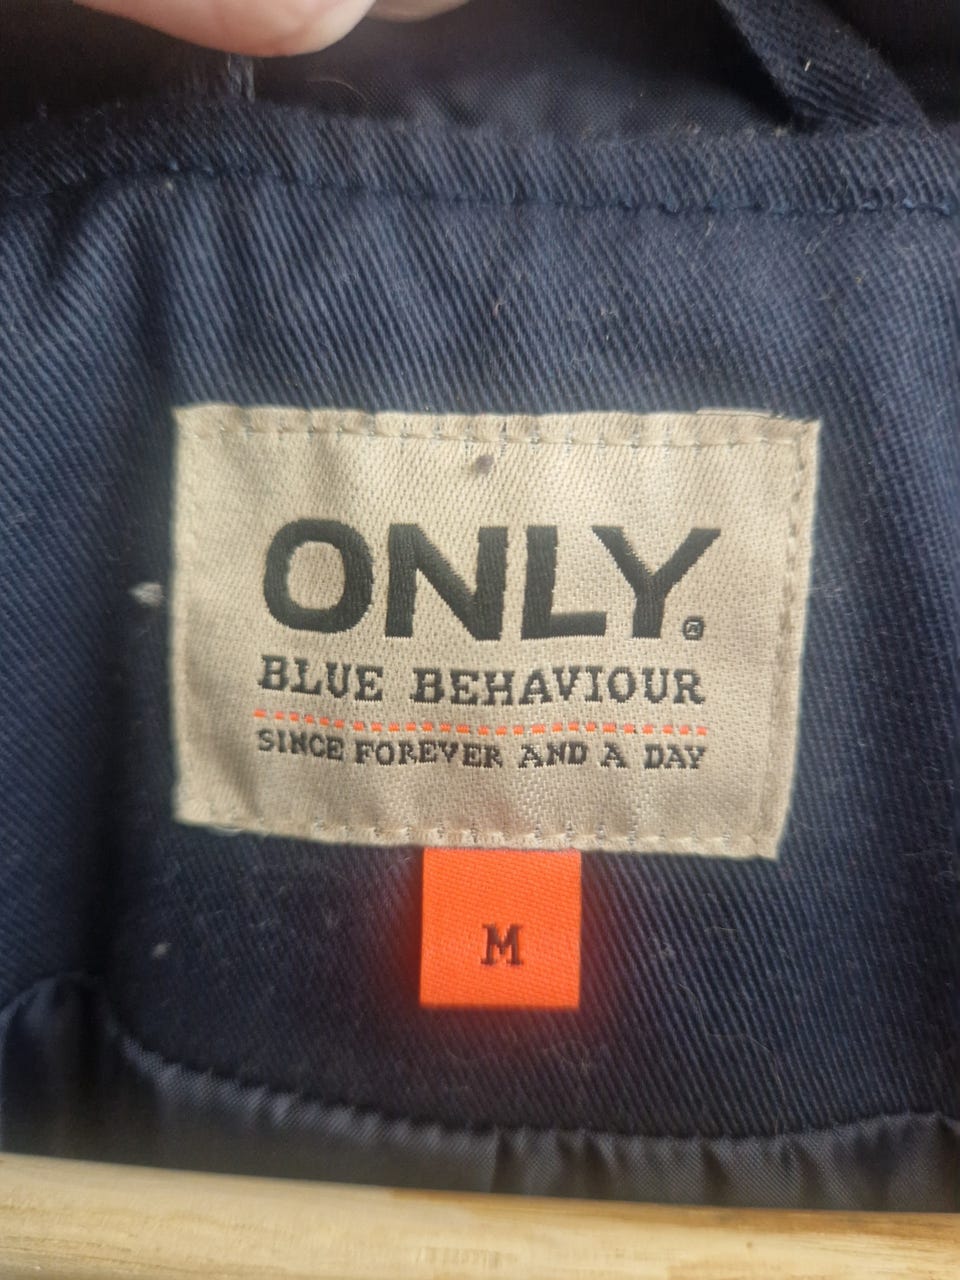 ONLY.®
BLUE BEHAVIOUR
SINCE FOREVER AND A DAY
M